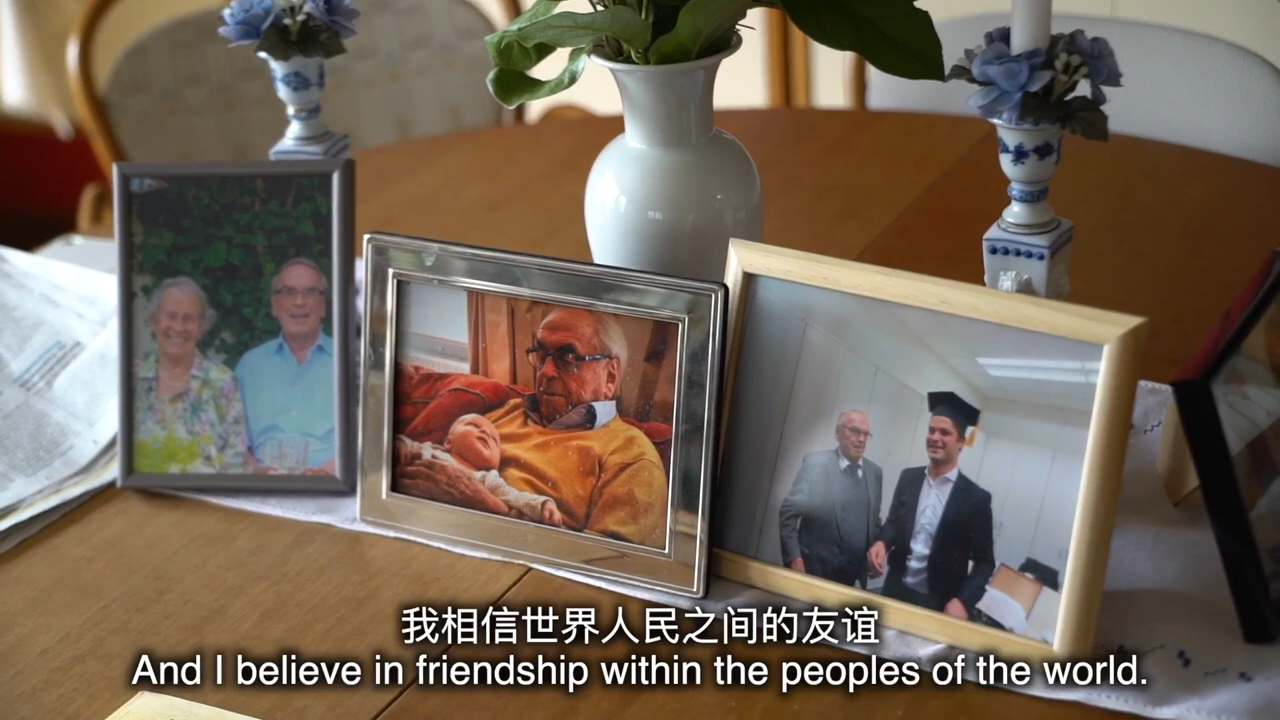 我相信世界人民之间的友谊
And I believe in friendship within the peoples of the world.